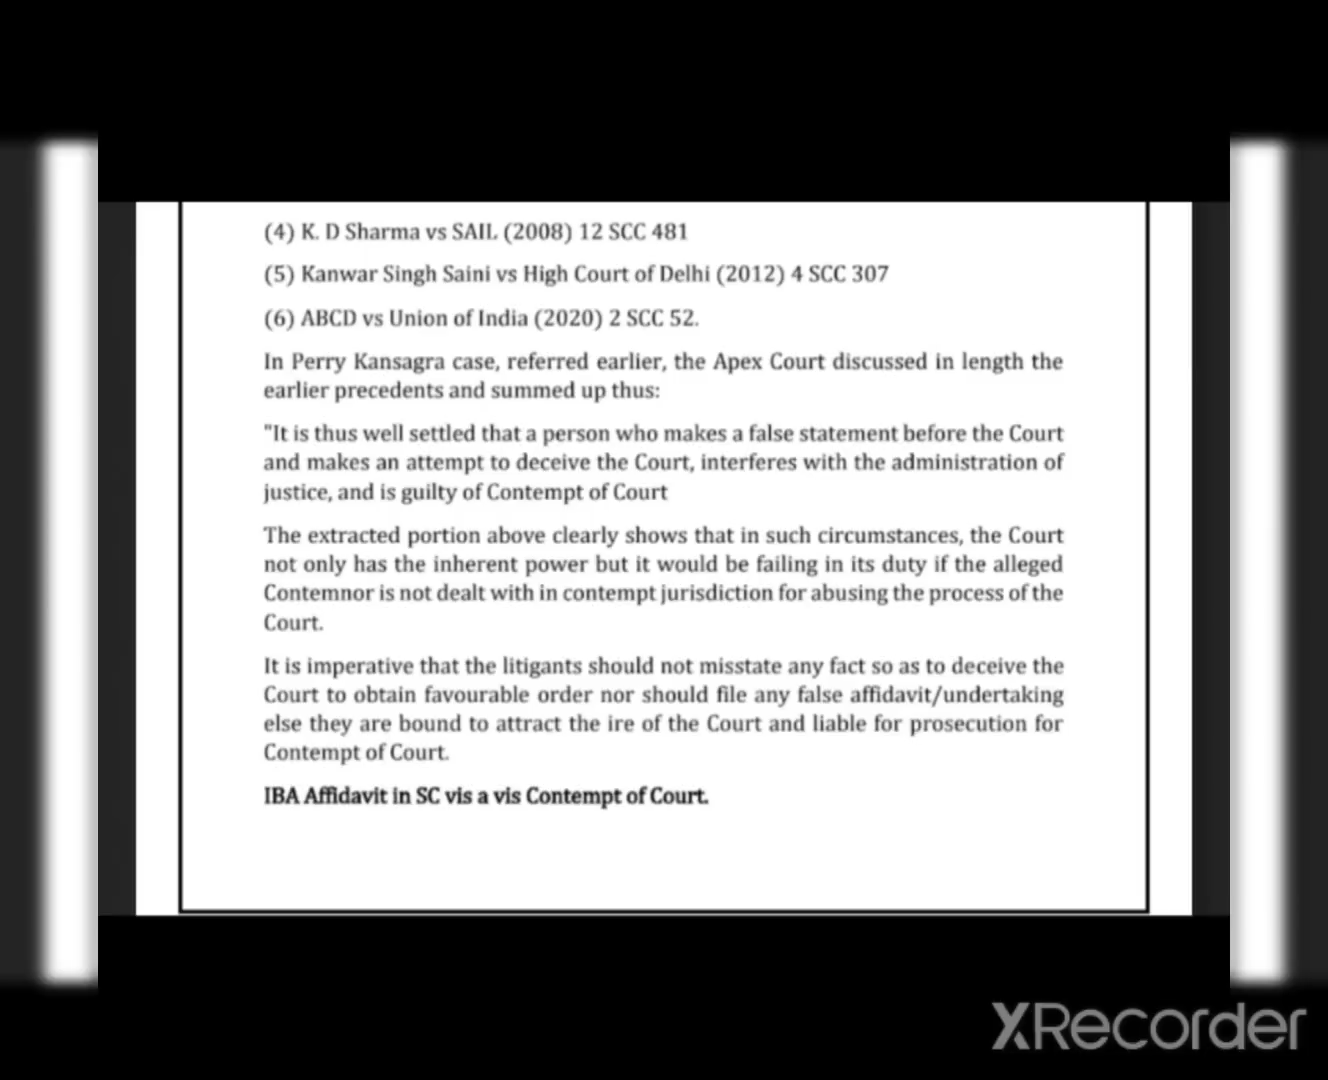 (4) K. D Sharma vs SAIL (2008) 12 SCC 481
(5) Kanwar Singh Saini vs High Court of Delhi (2012) 4 SCC 307
(6) ABCD vs Union of India (2020) 2 SCC 52.
In Perry Kansagra case, referred earlier, the Apex Court discussed in length the
earlier precedents and summed up thus:
"It is thus well settled that a person who makes a false statement before the Court
and makes an attempt to deceive the Court, interferes with the administration of
justice, and is guilty of Contempt of Court
The extracted portion above clearly shows that in such circumstances, the Court
not only has the inherent power but it would be failing in its duty if the alleged
Contemnor is not dealt with in contempt jurisdiction for abusing the process of the
Court.
It is imperative that the litigants should not misstate any fact so as to deceive the
Court to obtain favourable order nor should file any false affidavit/undertaking
else they are bound to attract the ire of the Court and liable for prosecution for
Contempt of Court.
IBA Affidavit in SC vis a vis Contempt of Court.
XRecorder